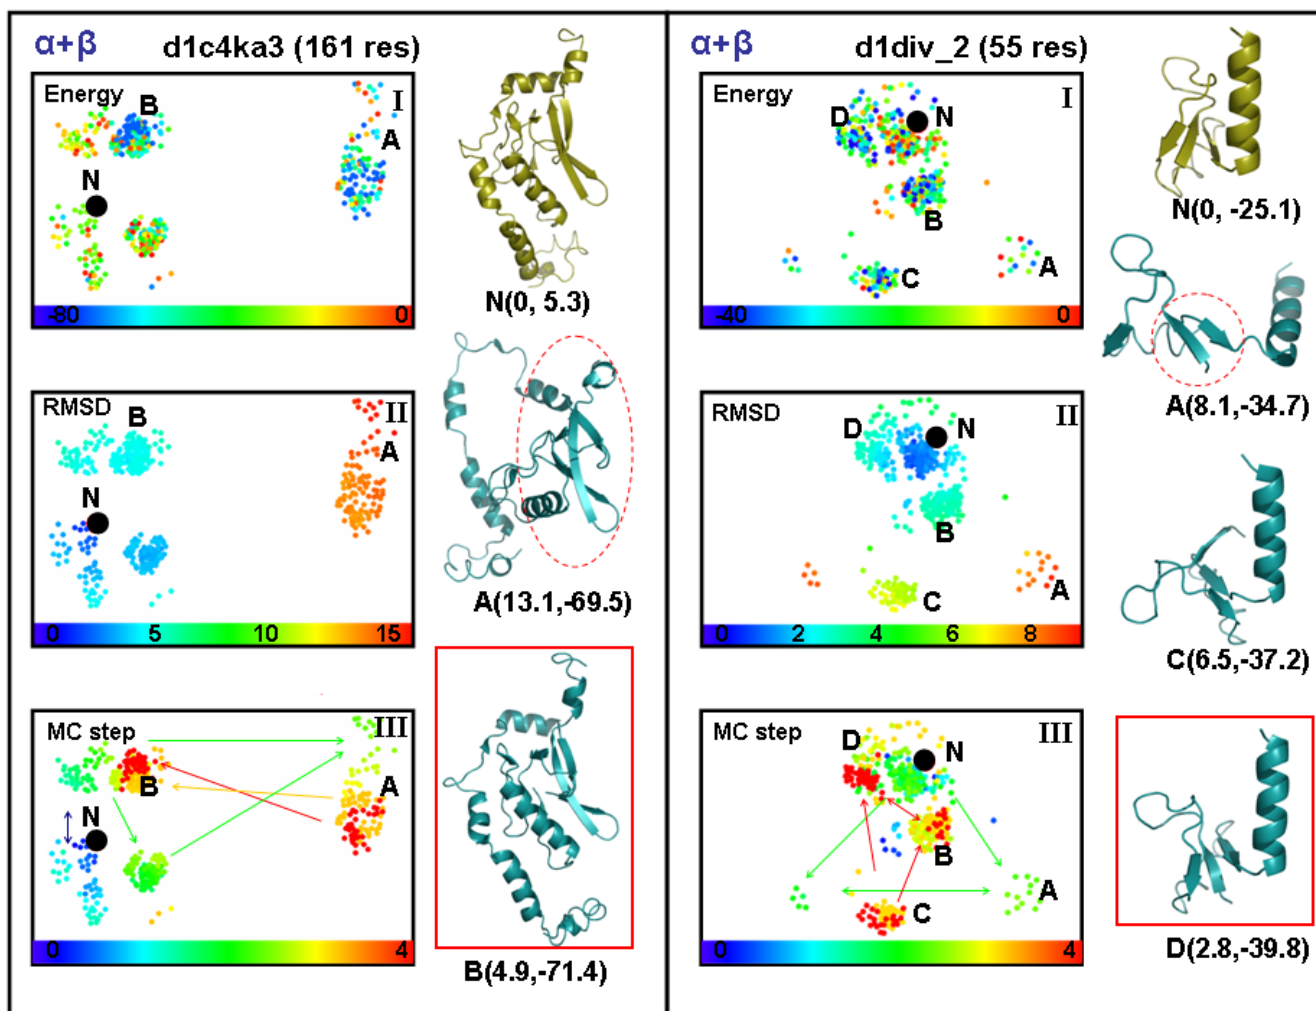 α+β d1c4ka3 (161 res)
Energy B I
A
N
-80 0
N(0, 5.3)
RMSD B II
A
N
0 5 10 15
A(13.1,-69.5)
MC step III
B A
N
0 4
B(4.9,-71.4)
α+β d1div_2 (55 res)
Energy I
D N
B
C A
-40 0
N(0, -25.1)
A(8.1,-34.7)
RMSD II
D N
B
C A
0 2 4 6 8
C(6.5,-37.2)
MC step III
D N
B
A
C
0 4
D(2.8,-39.8)